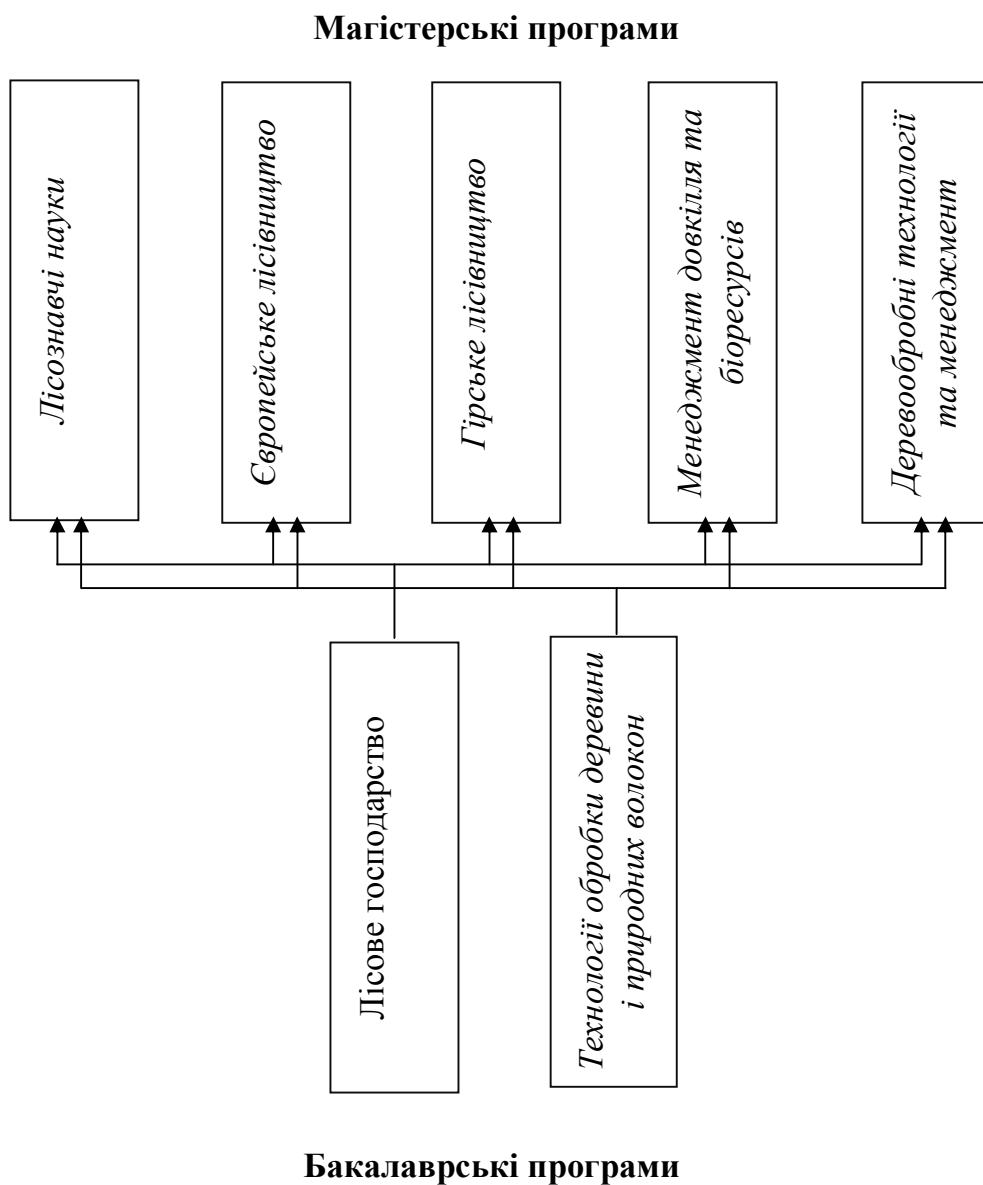 Магістерські програми
Лісознавчі науки
Європейське лісівництво
Гірське лісівництво
Менеджмент довкілля та
біоресурсів
Деревообробні технології
та менеджмент
Лісове господарство
Технології обробки деревини
і природних волокон
Бакалаврські програми